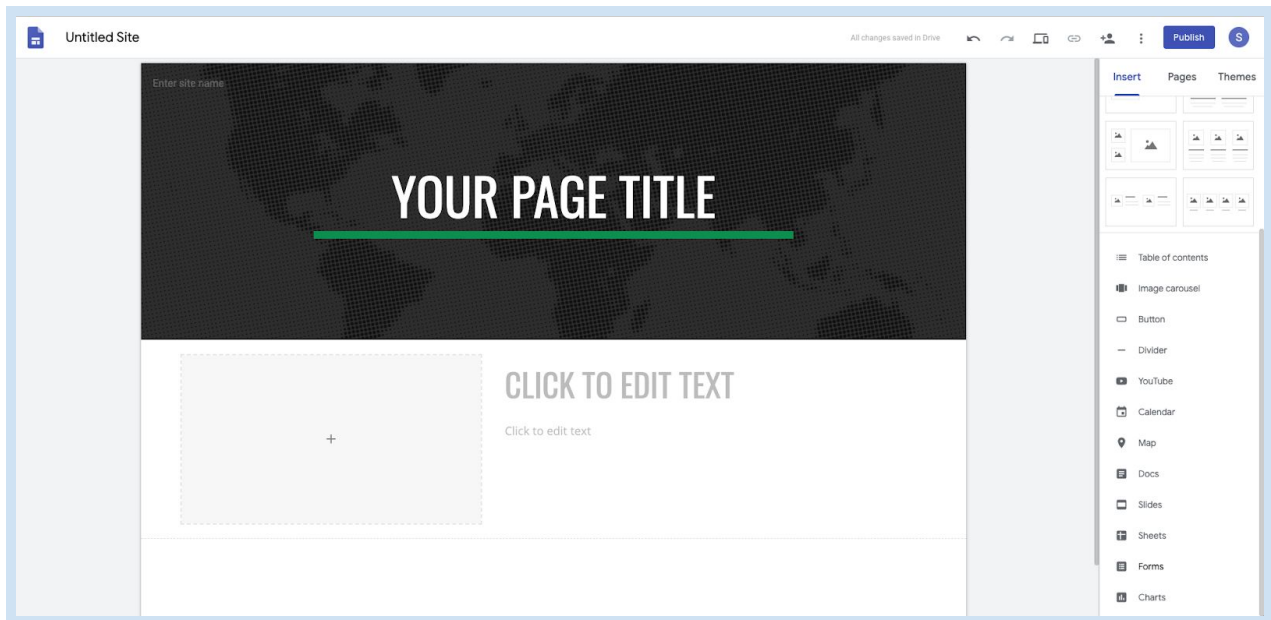 Untitled Site
All changes saved in Drive
Publish
S
Enter site name
YOUR PAGE TITLE
CLICK TO EDIT TEXT
Click to edit text
+
Insert Pages Themes
Table of contents
Image carousel
Button
Divider
YouTube
Calendar
Map
Docs
Slides
Sheets
Forms
Charts